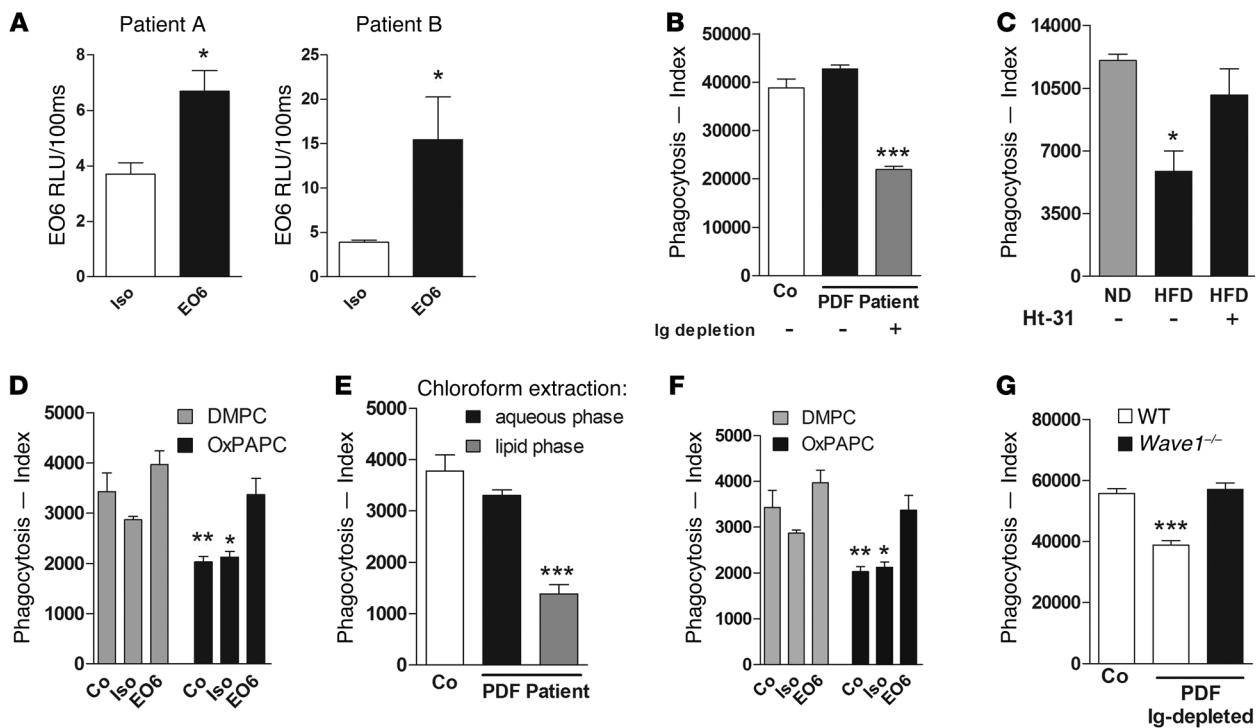 A
Patient A
EO6 RLU/100ms
8
6
4
2
0
*
Iso
EO6
Patient B
EO6 RLU/100ms
25
20
15
10
5
0
*
Iso
EO6
B
Phagocytosis — Index
50000
40000
30000
20000
10000
0
***
Co
PDF Patient
Ig depletion - - +
C
Phagocytosis — Index
14000
10500
7000
3500
0
*
ND HFD HFD
Ht-31 - - +
D
Phagocytosis — Index
5000
4000
3000
2000
1000
0
DMPC
OxPAPC
** *
Co Iso EO6 Co Iso EO6
E
Chloroform extraction:
aqueous phase
lipid phase
Phagocytosis — Index
5000
4000
3000
2000
1000
0
***
Co
PDF Patient
F
Phagocytosis — Index
5000
4000
3000
2000
1000
0
DMPC
OxPAPC
** *
Co Iso EO6 Co Iso EO6
G
Phagocytosis — Index
80000
60000
40000
20000
0
WT
Wave1–/–
***
Co
PDF
Ig-depleted